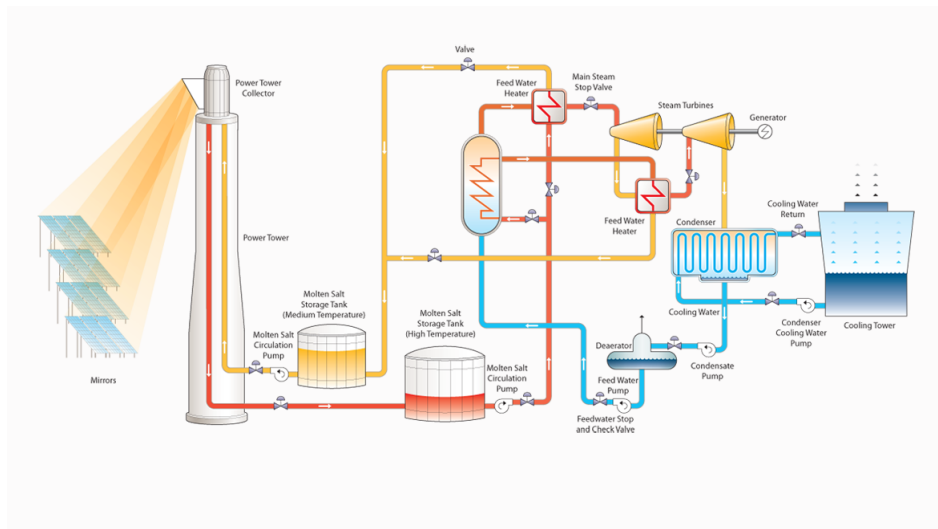 Valve
Power Tower
Collector
Feed Water
Heater
Main Steam
Stop Valve
Steam Turbines
Generator
Feed Water
Heater
Condenser
Cooling Water
Return
Power Tower
Molten Salt
Storage Tank
(Medium Temperature)
Molten Salt
Storage Tank
(High Temperature)
Molten Salt
Circulation
Pump
Molten Salt
Circulation
Pump
Mirrors
Deaerator
Cooling Water
Condenser
Cooling Water
Pump
Cooling Tower
Condensate
Pump
Feed Water
Pump
Feedwater Stop
and Check Valve